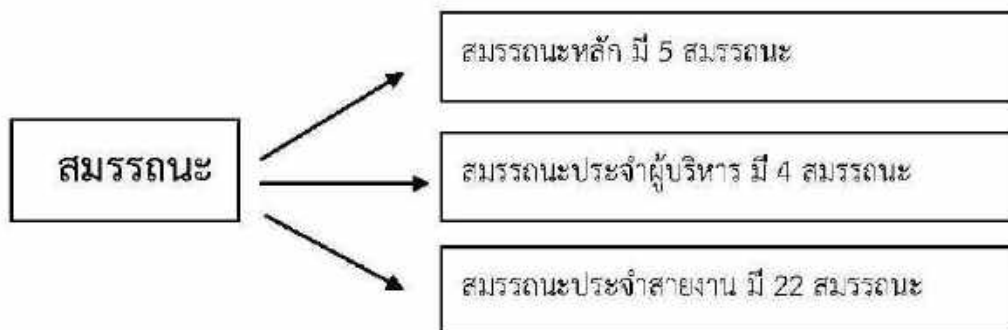 สมรรถนะ
สมรรถนะหลัก มี 5 สมรรถนะ
สมรรถนะประจำผู้บริหาร มี 4 สมรรถนะ
สมรรถนะประจำสายงาน มี 22 สมรรถนะ